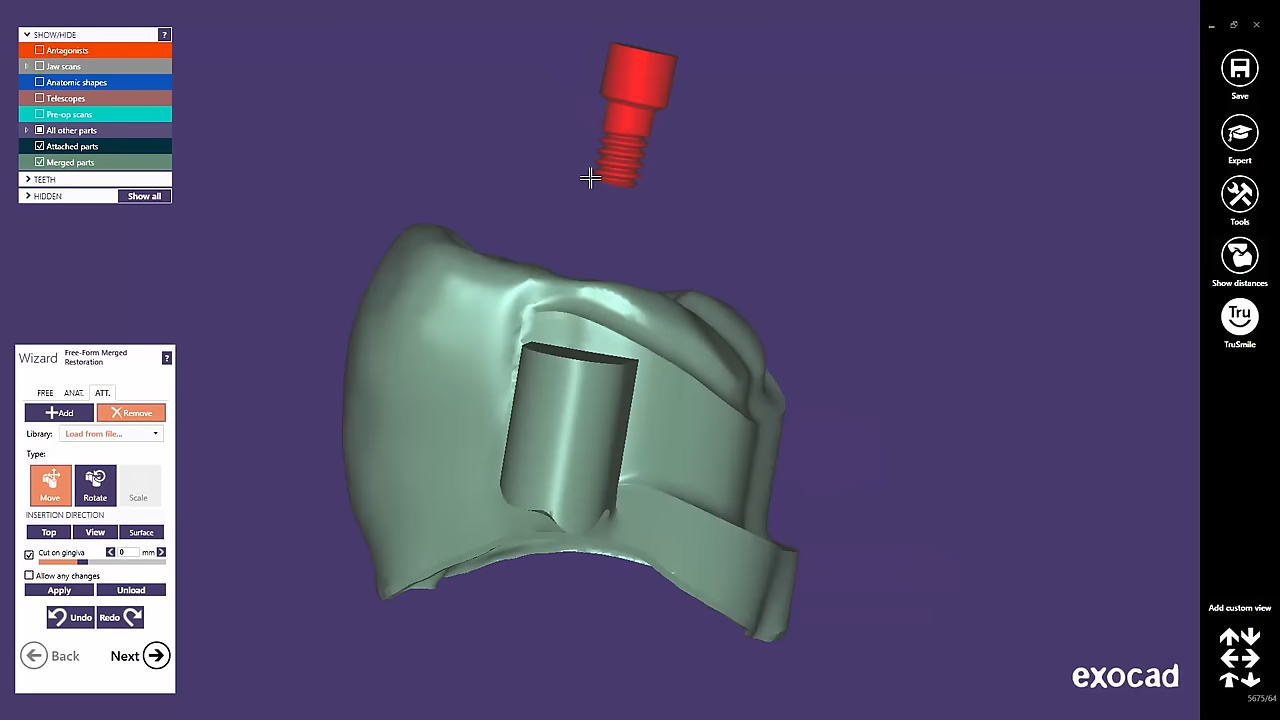 SHOW/HIDE
?
Antagonists
Jaw scans
Anatomic shapes
Telescopes
Pre-op scans
All other parts
Attached parts
Merged parts
TEETH
HIDDEN Show all
Wizard Free-Form Merged Restoration ?
FREE ANAT. ATT.
Add Remove
Library: Load from file...
Type:
Move Rotate Scale
INSERTION DIRECTION
Top View Surface
Cut on gingiva 0 mm
Allow any changes
Apply Unload
Undo Redo
Back Next
Save
Expert
Tools
Show distances
Tru
TruSmile
Add custom view
exocad
5675/64